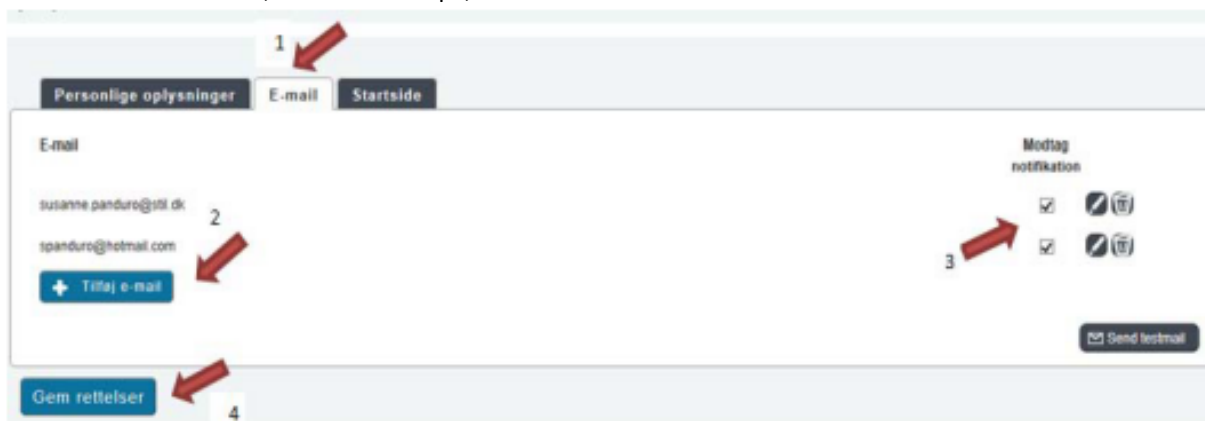 1
Personlige oplysninger E-mail Startside
E-mail
Modtag
notifikation
susanne.panduro@stil.dk
2
spanduro@hotmail.com
3
Tilføj e-mail
Send testmail
Gem rettelser
4